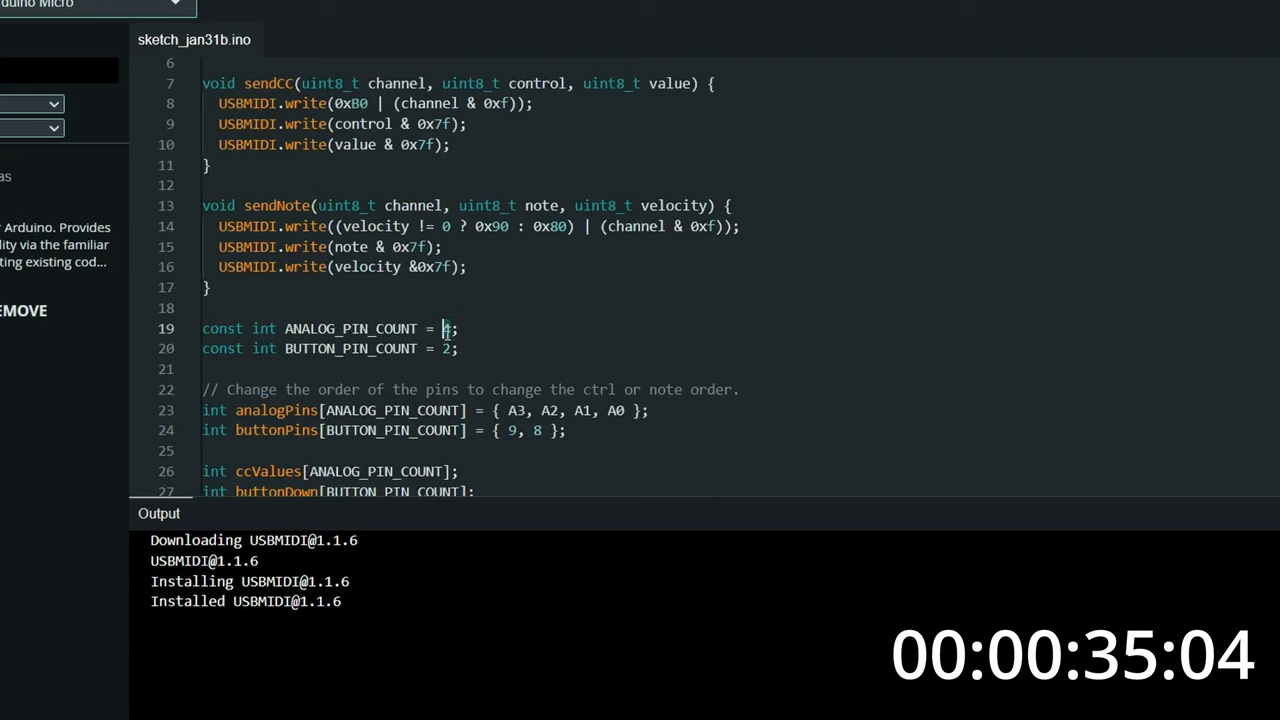 duino Micro
sketch_jan31b.ino
6
7 void sendCC(uint8_t channel, uint8_t control, uint8_t value) {
8 USBMIDI.write(0xB0 | (channel & 0xf));
9 USBMIDI.write(control & 0x7f);
10 USBMIDI.write(value & 0x7f);
11 }
12
13 void sendNote(uint8_t channel, uint8_t note, uint8_t velocity) {
14 USBMIDI.write((velocity != 0 ? 0x90 : 0x80) | (channel & 0xf));
15 USBMIDI.write(note & 0x7f);
16 USBMIDI.write(velocity &0x7f);
17 }
18
19 const int ANALOG_PIN_COUNT = 4;
20 const int BUTTON_PIN_COUNT = 2;
21
22 // Change the order of the pins to change the ctrl or note order.
23 int analogPins[ANALOG_PIN_COUNT] = { A3, A2, A1, A0 };
24 int buttonPins[BUTTON_PIN_COUNT] = { 9, 8 };
25
26 int ccValues[ANALOG_PIN_COUNT];
27 int buttonDown[BUTTON_PIN_COUNT];
as
r Arduino. Provides
lity via the familiar
ting existing cod...
EMOVE
Output
Downloading USBMIDI@1.1.6
USBMIDI@1.1.6
Installing USBMIDI@1.1.6
Installed USBMIDI@1.1.6
00:00:35:04